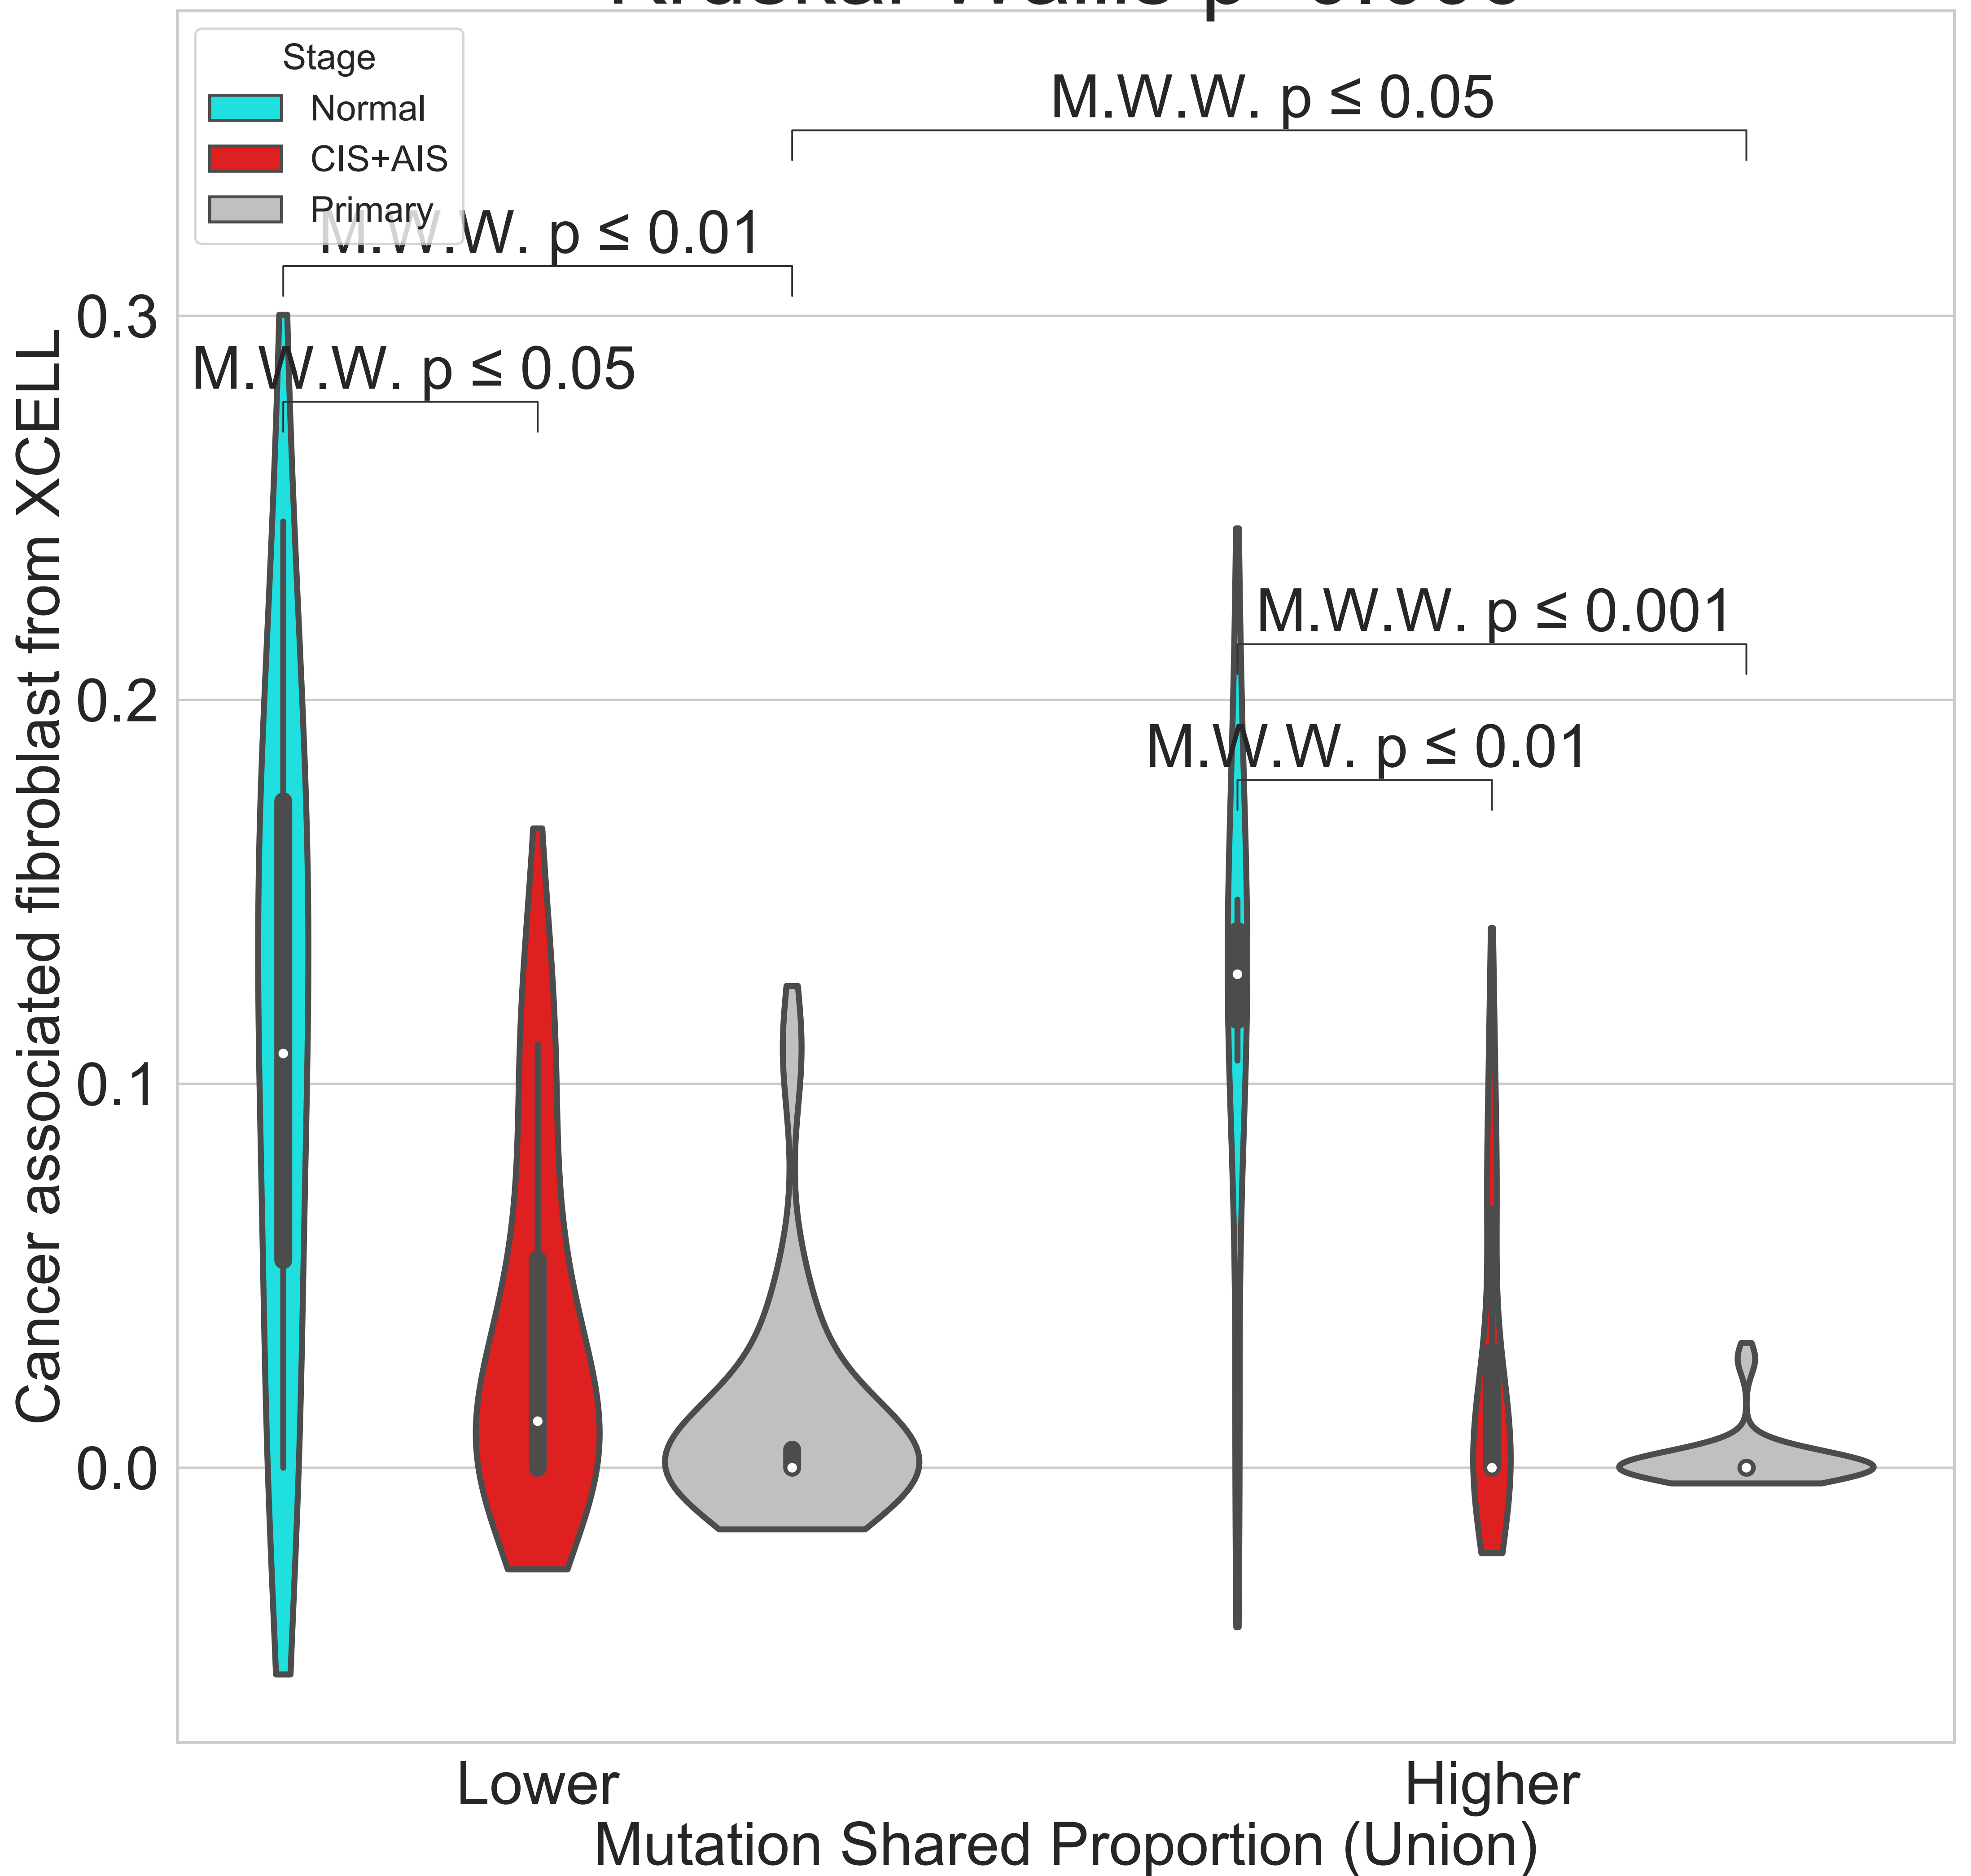 Stage
Normal
CIS+AIS
Primary
M.W.W. p ≤ 0.05
M.W.W. p ≤ 0.01
M.W.W. p ≤ 0.05
M.W.W. p ≤ 0.001
M.W.W. p ≤ 0.01
Cancer associated fibroblast from XCELL
0.3
0.2
0.1
0.0
Lower
Higher
Mutation Shared Proportion (Union)